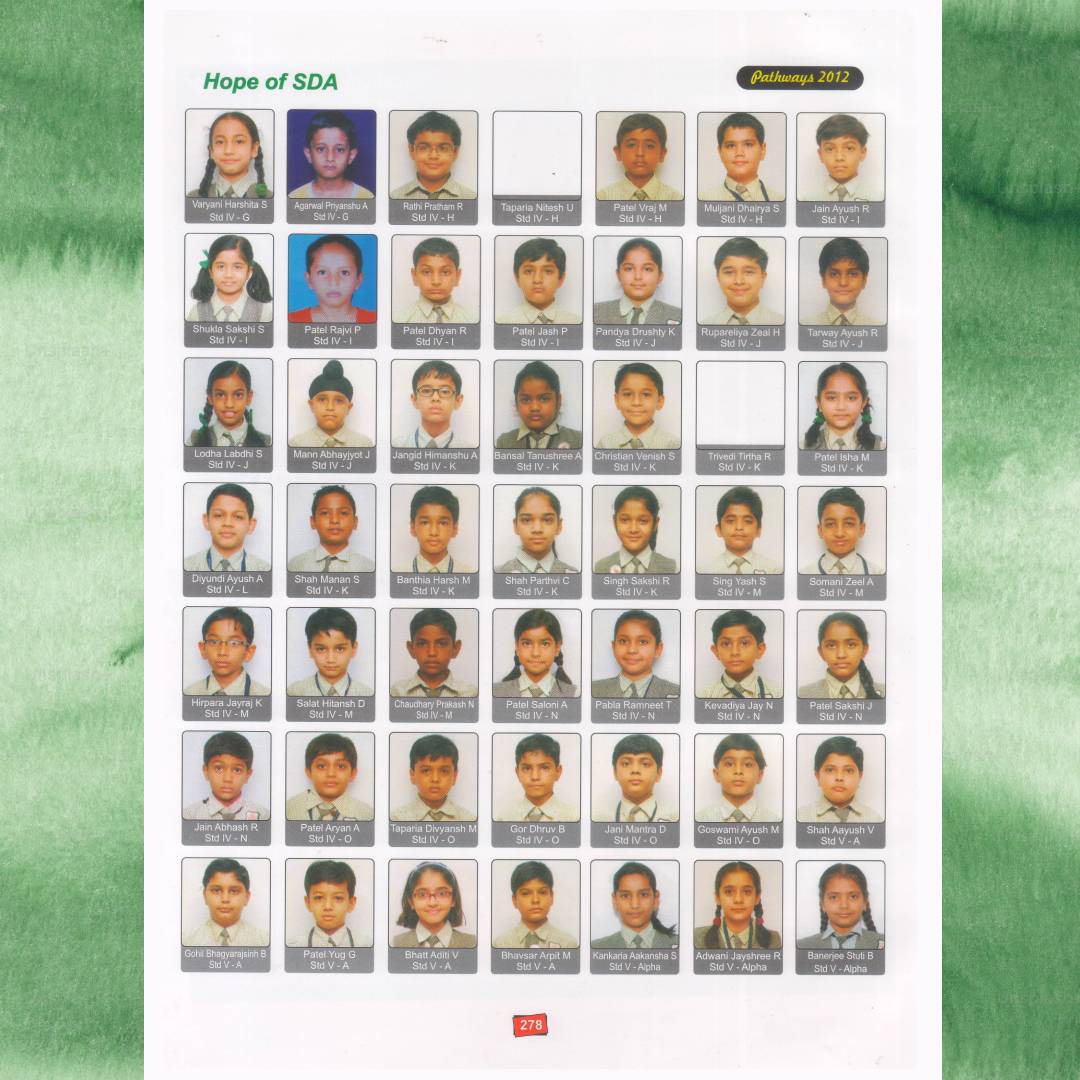 Hope of SDA
Pathways 2012
Varyani Harshita S
Std IV - G
Agarwal Priyanshu A
Std IV - G
Rathi Pratham R
Std IV - H
Taparia Nitesh U
Std IV - H
Patel Vraj M
Std IV - H
Muljani Dhairya S
Std IV - H
Jain Ayush R
Std IV - I
Shukla Sakshi S
Std IV - I
Patel Rajvi P
Std IV - I
Patel Dhyan R
Std IV - I
Patel Jash P
Std IV - I
Pandya Drushty K
Std IV - J
Rupareliya Zeal H
Std IV - J
Tarway Ayush R
Std IV - J
Lodha Labdhi S
Std IV - J
Mann Abhayjyot J
Std IV - J
Jangid Himanshu A
Std IV - K
Bansal Tanushree A
Std IV - K
Christian Venish S
Std IV - K
Trivedi Tirtha R
Std IV - K
Patel Isha M
Std IV - K
Diyundi Ayush A
Std IV - L
Shah Manan S
Std IV - K
Banthia Harsh M
Std IV - K
Shah Parthvi C
Std IV - K
Singh Sakshi R
Std IV - K
Sing Yash S
Std IV - M
Somani Zeel A
Std IV - M
Hirpara Jayraj K
Std IV - M
Salat Hitansh D
Std IV - M
Chaudhary Prakash N
Std IV - M
Patel Saloni A
Std IV - N
Pabla Ramneet T
Std IV - N
Kevadiya Jay N
Std IV - N
Patel Sakshi J
Std IV - N
Jain Abhash R
Std IV - N
Patel Aryan A
Std IV - O
Taparia Divyansh M
Std IV - O
Gor Dhruv B
Std IV - O
Jani Mantra D
Std IV - O
Goswami Ayush M
Std IV - O
Shah Aayush V
Std V - A
Gohil Bhagyarajsinh B
Std V - A
Patel Yug G
Std V - A
Bhatt Aditi V
Std V - A
Bhavsar Arpit M
Std V - A
Kankaria Aakansha S
Std V - Alpha
Adwani Jayshree R
Std V - Alpha
Banerjee Stuti B
Std V - Alpha
278